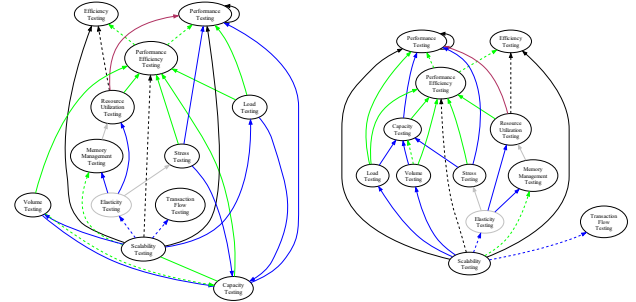 Efficiency
Testing
Performance
Testing
Performance
Efficiency
Testing
Resource
Utilization
Testing
Load
Testing
Memory
Management
Testing
Stress
Testing
Volume
Testing
Elasticity
Testing
Transaction
Flow
Testing
Scalability
Testing
Capacity
Testing
Performance
Testing
Efficiency
Testing
Performance
Efficiency
Testing
Capacity
Testing
Resource
Utilization
Testing
Load
Testing
Volume
Testing
Stress
Testing
Memory
Management
Testing
Elasticity
Testing
Transaction
Flow
Testing
Scalability
Testing